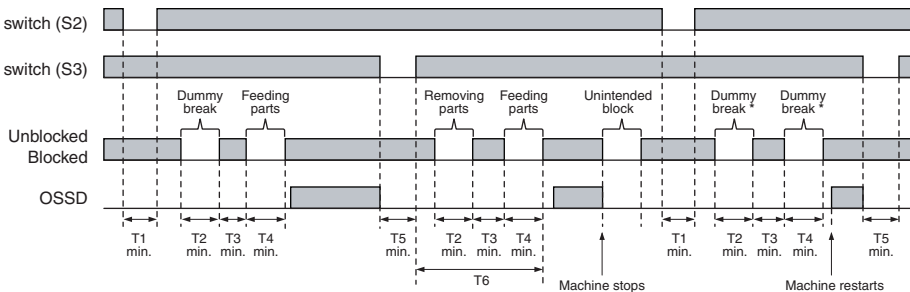 switch (S2)
switch (S3)
Dummy break
Feeding parts
Removing parts
Feeding parts
Unintended block
Dummy break *
Dummy break *
Unblocked
Blocked
OSSD
T1 min.
T2 min.
T3 min.
T4 min.
T5 min.
T2 min.
T3 min.
T4 min.
T1 min.
T2 min.
T3 min.
T4 min.
T5 min.
T6
Machine stops
Machine restarts